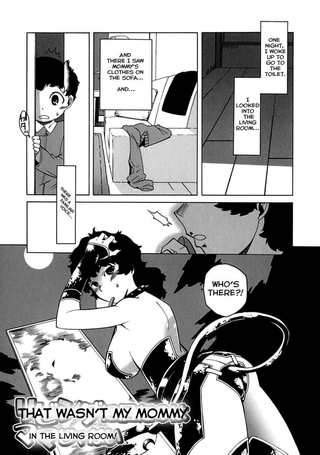 ONE
NIGHT,
I WOKE
UP TO
GO TO
THE
TOILET.
I
LOOKED
INTO
THE
LIVING
ROOM...
AND
THERE I SAW
MOMMY'S
CLOTHES ON
THE SOFA...
AND...
WHO'S
THERE?!
THAT WASN'T MY MOMMY
IN THE LIVING ROOM!